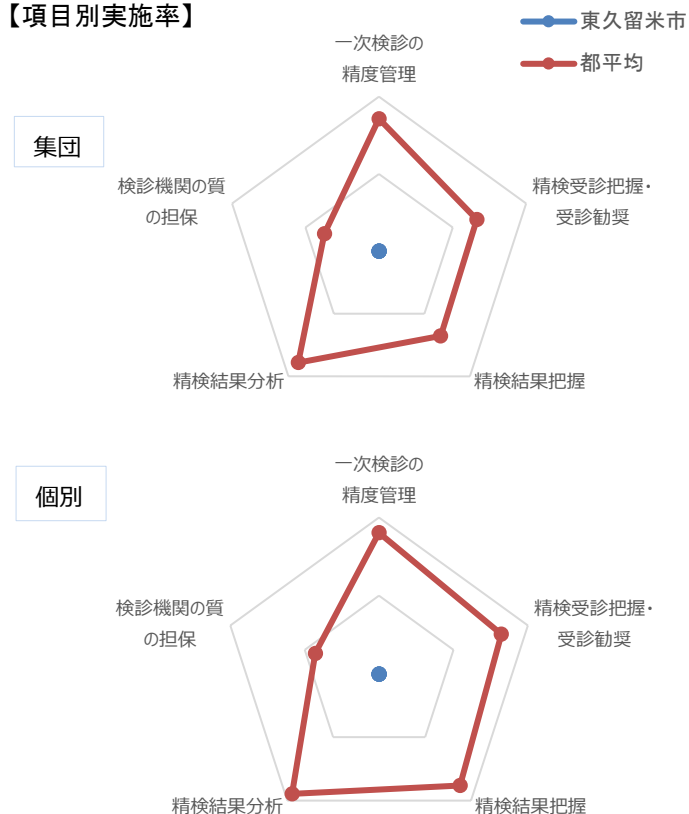 【項目別実施率】
東久留米市
都平均
集団
一次検診の
精度管理
検診機関の質
の担保
精検受診把握・
受診勧奨
精検結果分析
精検結果把握
個別
一次検診の
精度管理
検診機関の質
の担保
精検受診把握・
受診勧奨
精検結果分析
精検結果把握